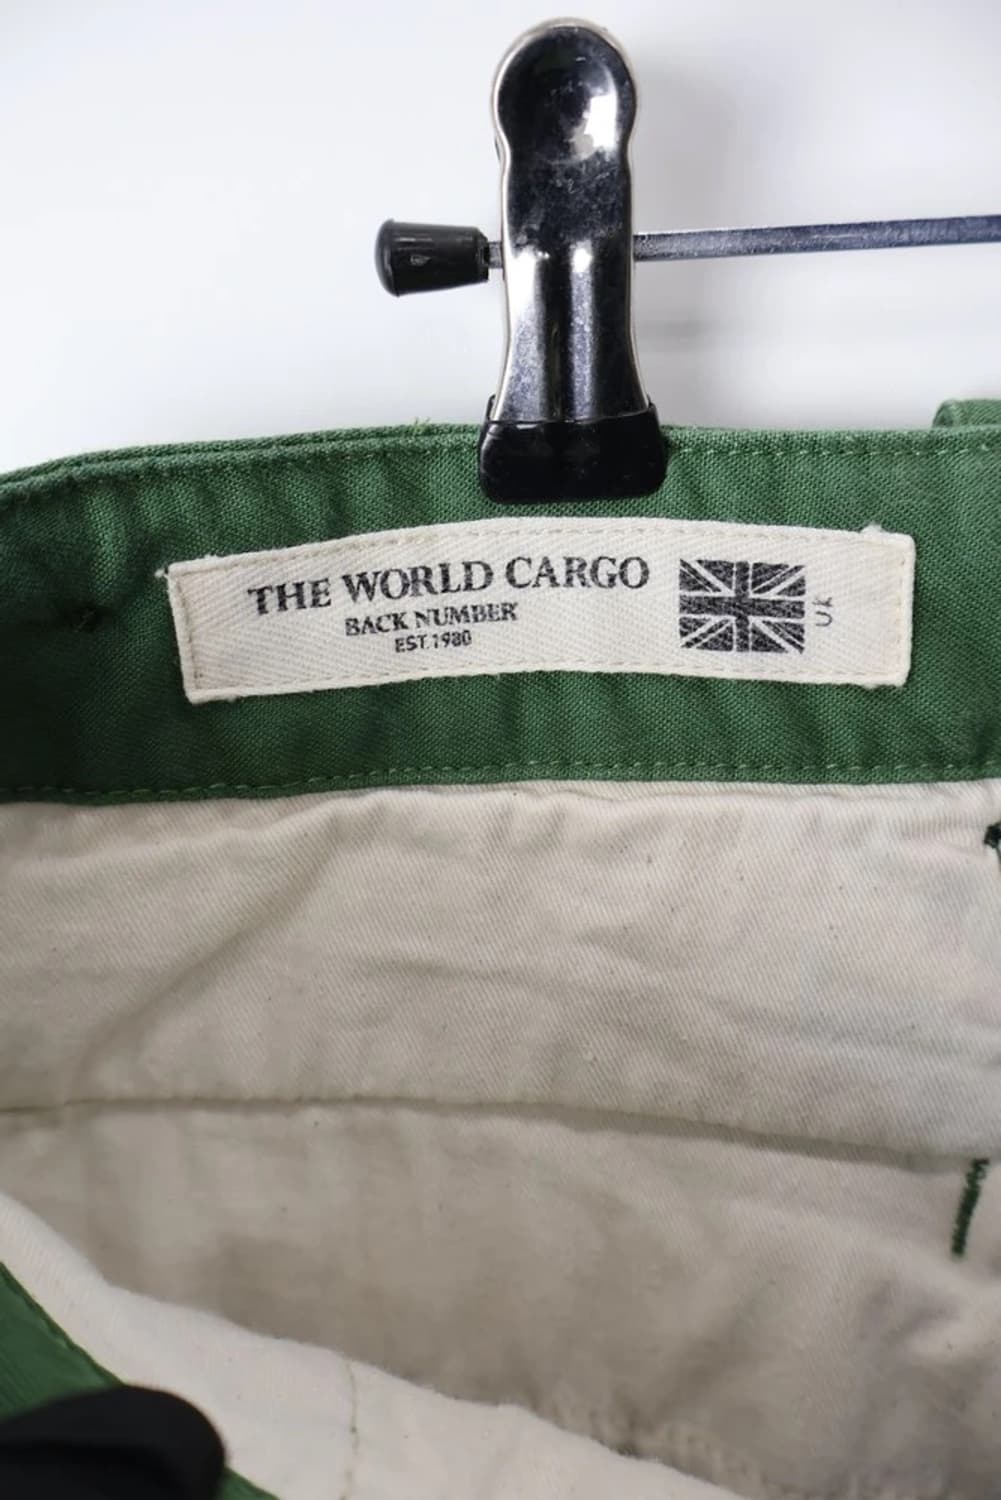 THE WORLD CARGO
BACK NUMBER
EST.1980
UK